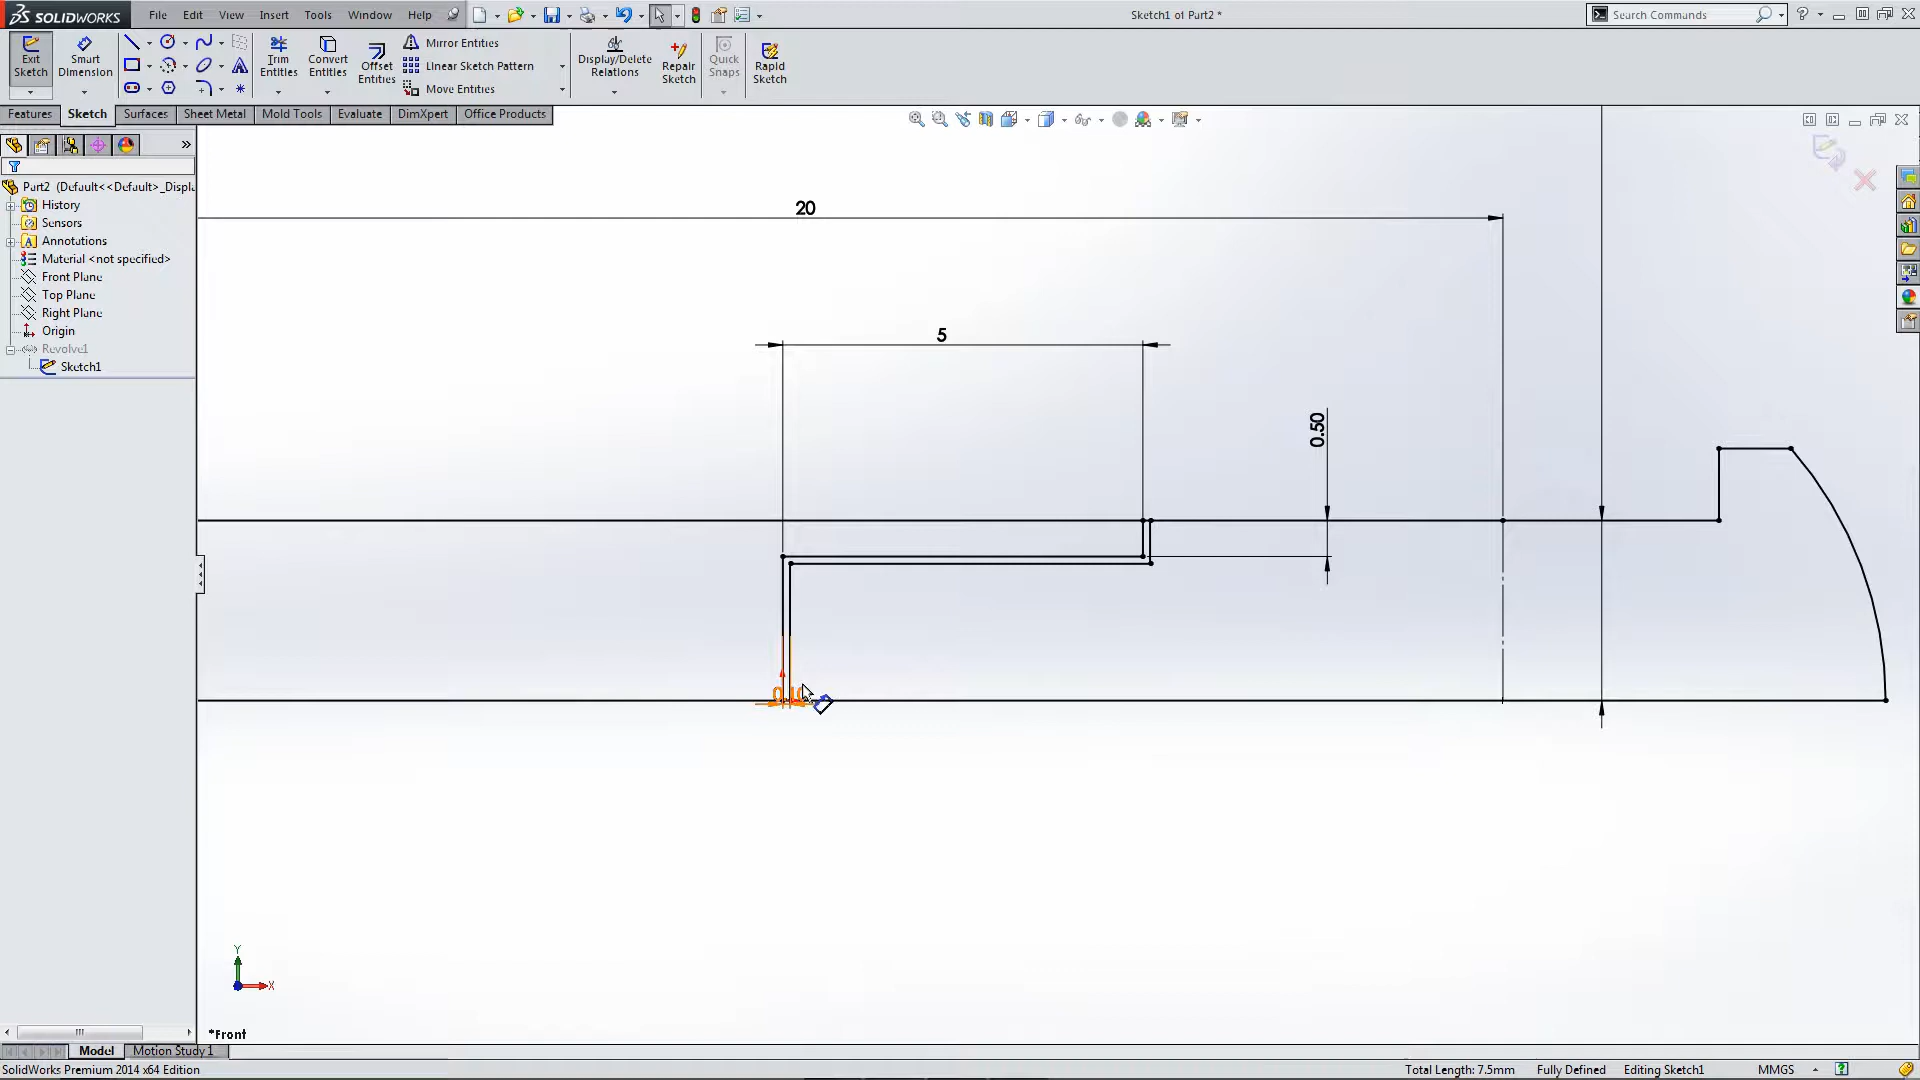 SOLIDWORKS
File Edit View Insert Tools Window Help
Sketch1 of Part2 *
Search Commands
Exit Sketch
Smart Dimension
Trim Entities
Convert Entities
Offset Entities
Mirror Entities
Linear Sketch Pattern
Move Entities
Display/Delete Relations
Repair Sketch
Quick Snaps
Rapid Sketch
Features Sketch Surfaces Sheet Metal Mold Tools Evaluate DimXpert Office Products
Part2 (Default<<Default>_Displa
History
Sensors
Annotations
Material <not specified>
Front Plane
Top Plane
Right Plane
Origin
Revolve1
Sketch1
20
5
0.50
Y
X
*Front
Model Motion Study 1
SolidWorks Premium 2014 x64 Edition
Total Length: 7.5mm Fully Defined Editing Sketch1 MMGS